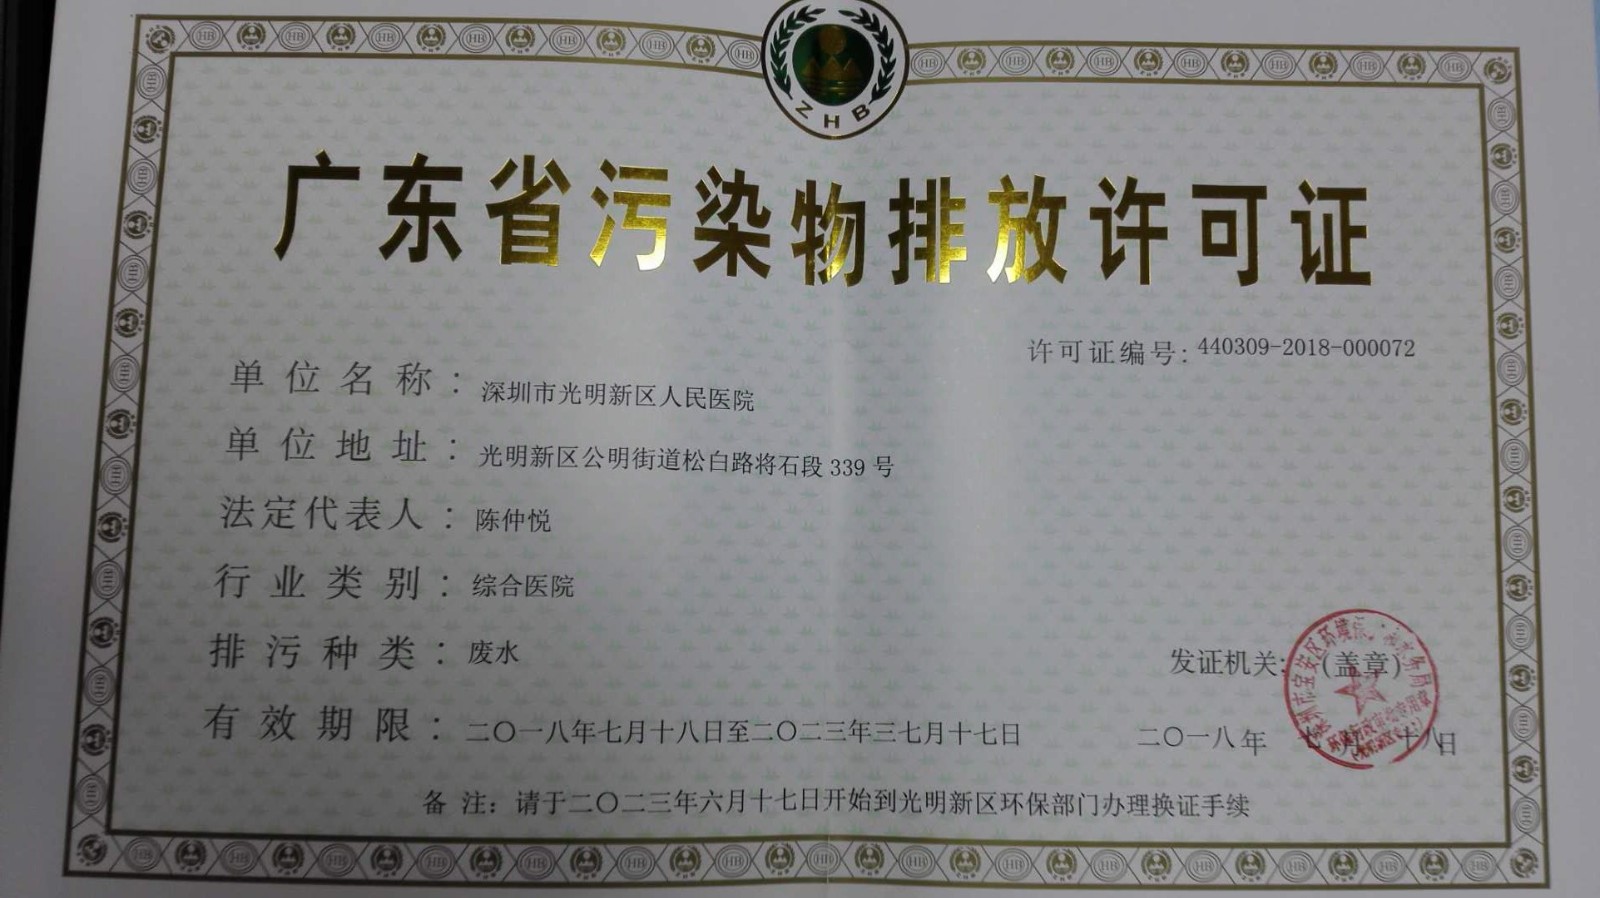 ZHB
广东省污染物排放许可证
许可证编号：440309-2018-000072
单位名称：深圳市光明新区人民医院
单位地址：光明新区公明街道松白路将石段339号
法定代表人：陈仲悦
行业类别：综合医院
排污种类：废水
发证机关：（盖章）
有效期限：二〇一八年七月十八日至二〇二三年三七月十七日
二〇一八年 七月 十八日
备 注：请于二〇二三年六月十七日开始到光明新区环保部门办理换证手续